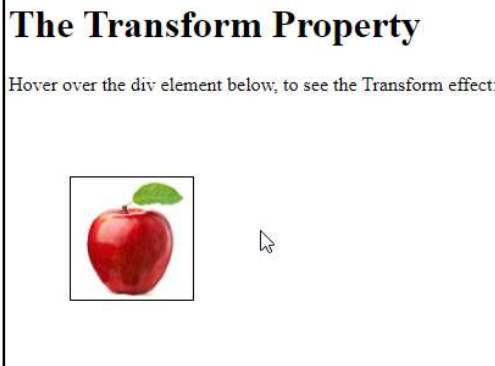 The Transform Property
Hover over the div element below, to see the Transform effect: